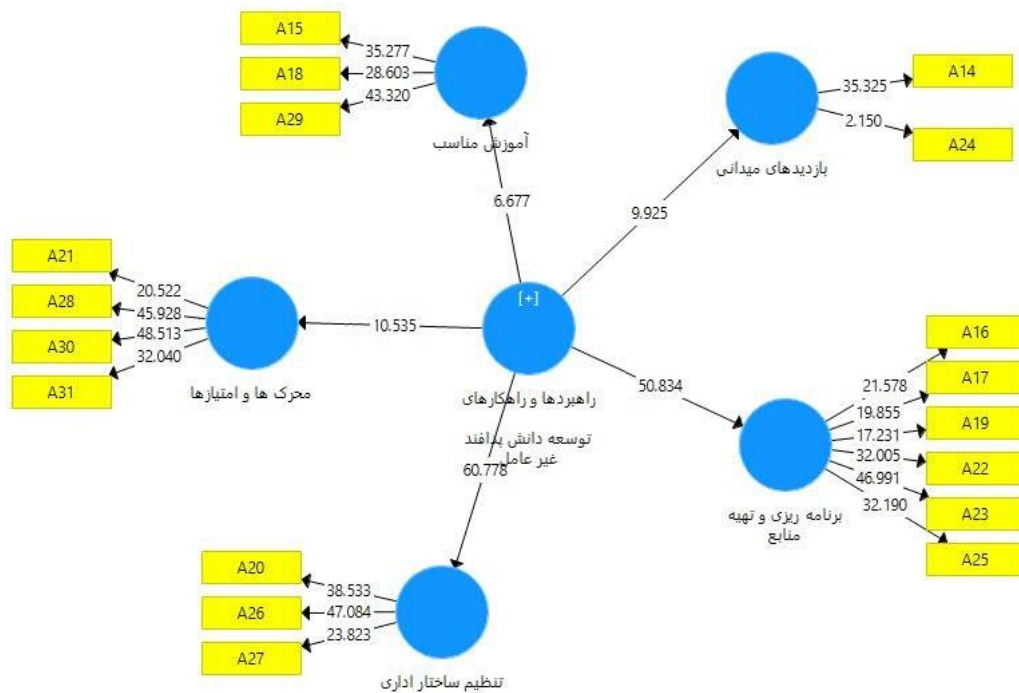 A15
A18
A29
35.277
28.603
43.320
آموزش مناسب
A14
A24
35.325
2.150
بازدیدهای میدانی
6.677
9.925
A21
A28
A30
A31
20.522
45.928
48.513
32.040
محرک ها و امتیازها
10.535
[+]
راهبردها و راهکارهای
توسعه دانش پدافند
غیر عامل
50.834
60.778
A16
A17
A19
A22
A23
A25
21.578
19.855
17.231
32.005
46.991
32.190
برنامه ریزی و تهیه
منابع
A20
A26
A27
38.533
47.084
23.823
تنظیم ساختار اداری